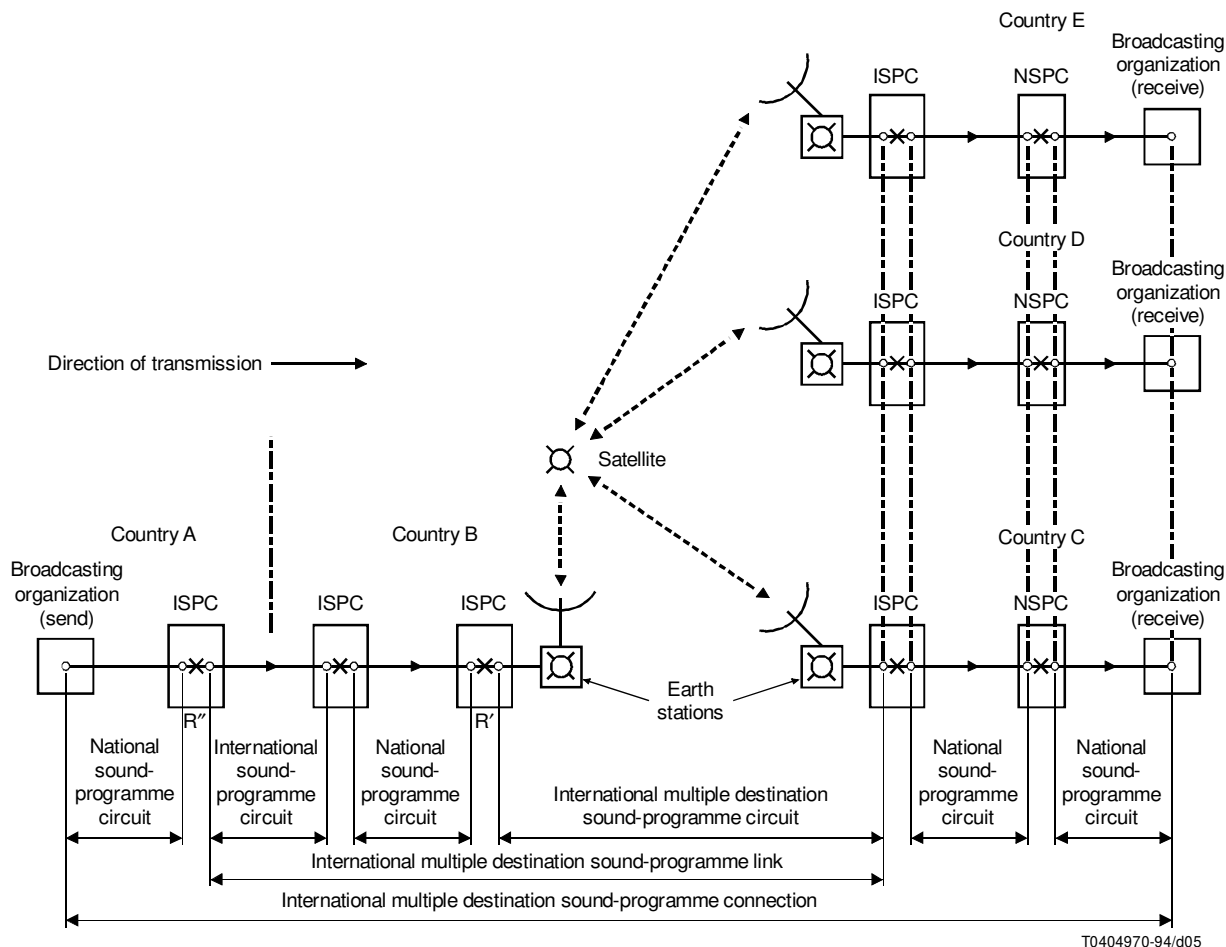 Country E
Broadcasting
organization
(receive)
ISPC
NSPC
Country D
Broadcasting
organization
(receive)
ISPC
NSPC
Direction of transmission
Satellite
Country A
Country B
Country C
Broadcasting
organization
(send)
ISPC
ISPC
ISPC
ISPC
NSPC
Broadcasting
organization
(receive)
Earth
stations
R″
R′
National
sound-
programme
circuit
International
sound-
programme
circuit
National
sound-
programme
circuit
International multiple destination
sound-programme circuit
National
sound-
programme
circuit
National
sound-
programme
circuit
International multiple destination sound-programme link
International multiple destination sound-programme connection
T0404970-94/d05